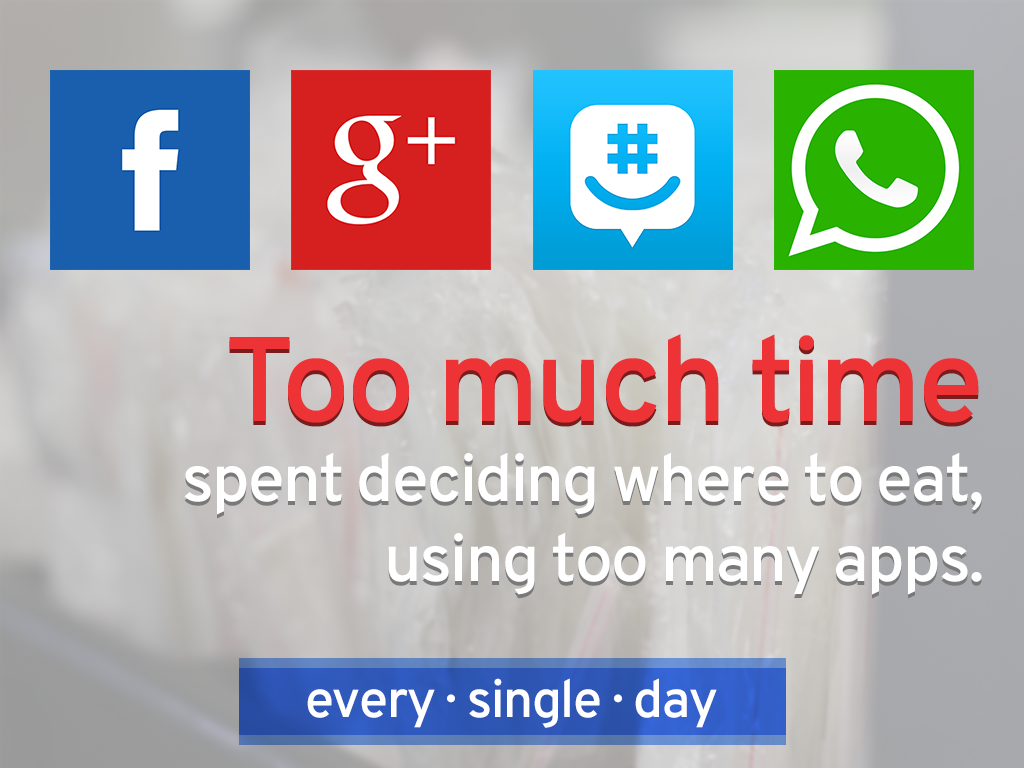 f g+ #
Too much time
spent deciding where to eat,
using too many apps.
every · single · day